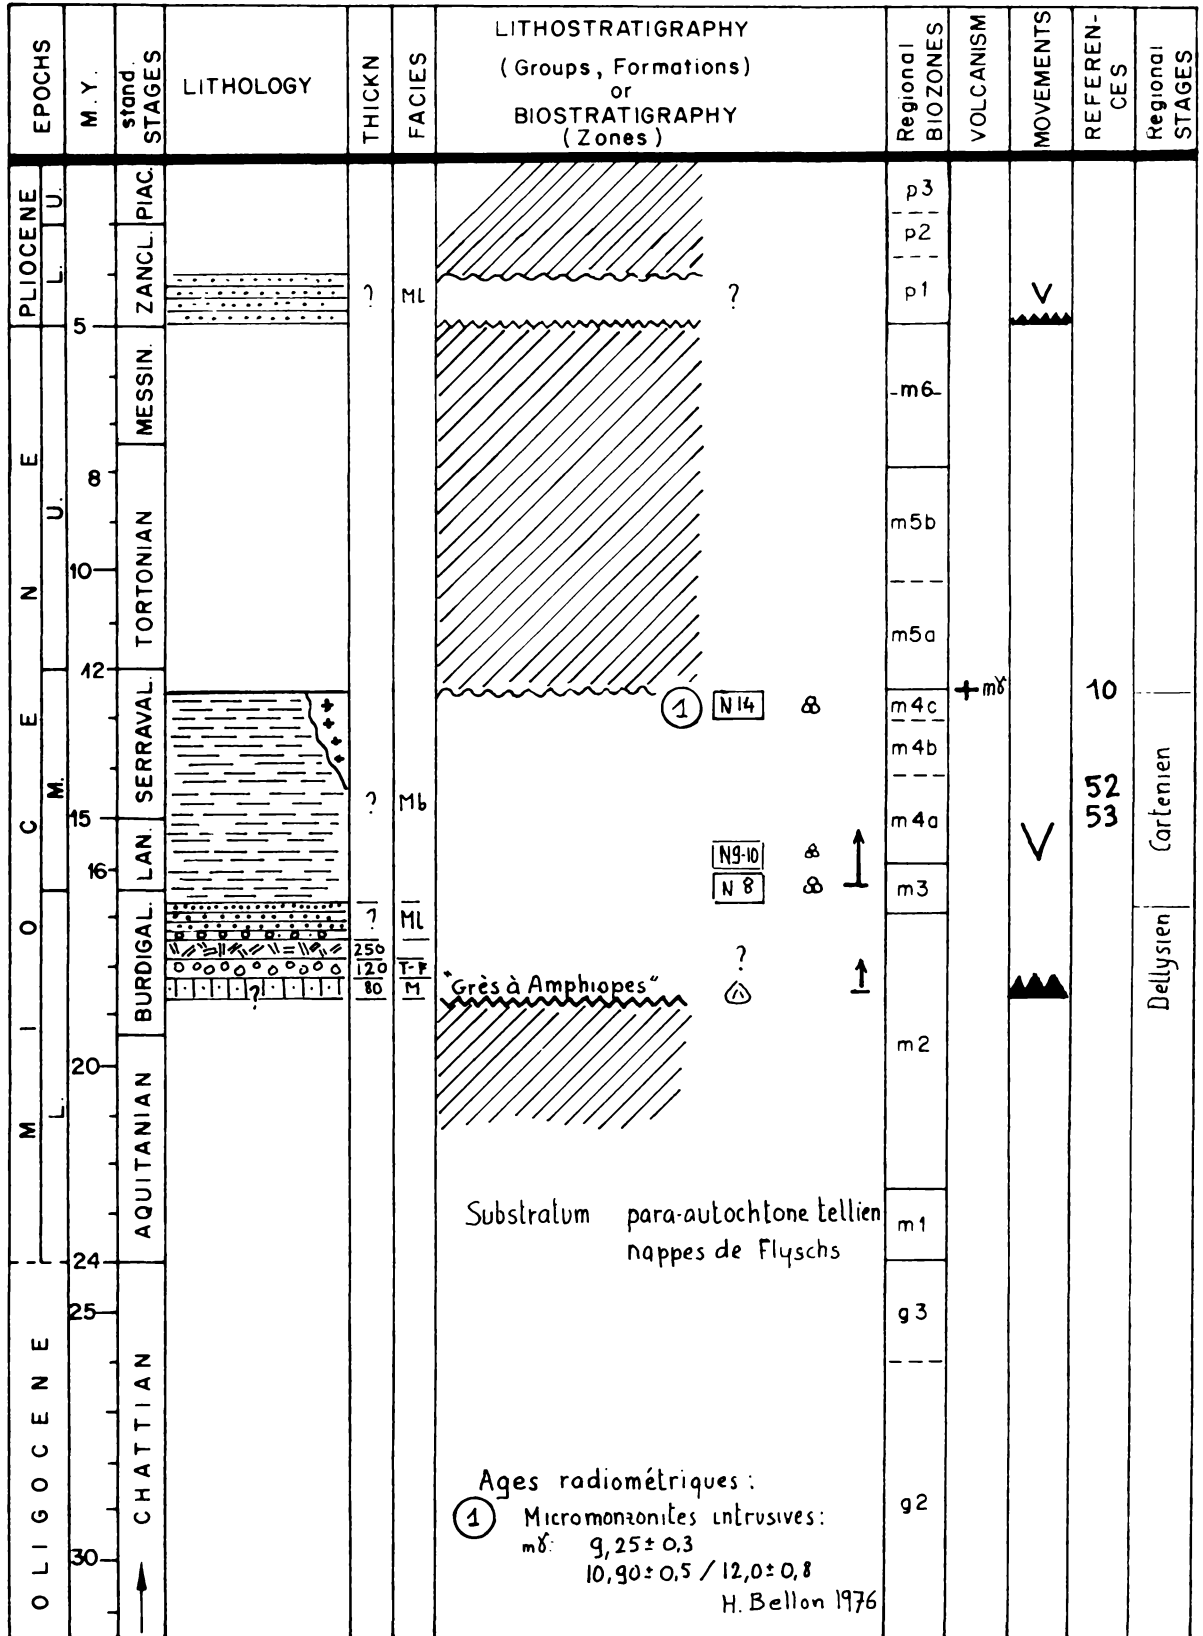 EPOCHS
M.Y.
stand. STAGES
LITHOLOGY
THICKN
FACIES
LITHOSTRATIGRAPHY
(Groups, Formations)
or
BIOSTRATIGRAPHY
(Zones)
Regional BIOZONES
VOLCANISM
MOVEMENTS
REFEREN-
CES
Regional STAGES
PLIOCENE
U.
L.
PIAC.
ZANCL.
? Ml ?
p3
p2
p1
V
5
MIOCENE
U.
M.
L.
MESSIN.
-m6-
8
TORTONIAN
m5b
10
m5a
12
SERRAVAL.
1 N14
m4c
+ mγ
10
m4b
? Mb
52
53
15
m4a
V
Cartenien
LAN.
N9-10
16
N 8
m3
BURDIGAL.
? Ml
250
120 T-F
80 M
?
"Grès à Amphiopes"
?
Dellysien
m2
20
AQUITANIAN
Substratum para-autochtone tellien
nappes de Flyschs
m1
24
OLIGOCENE
25
g3
CHATTIAN
g2
30
Ages radiométriques :
1 Micromonzonites intrusives :
mγ: 9,25 ± 0,3
10,90 ± 0,5 / 12,0 ± 0,8
H. Bellon 1976